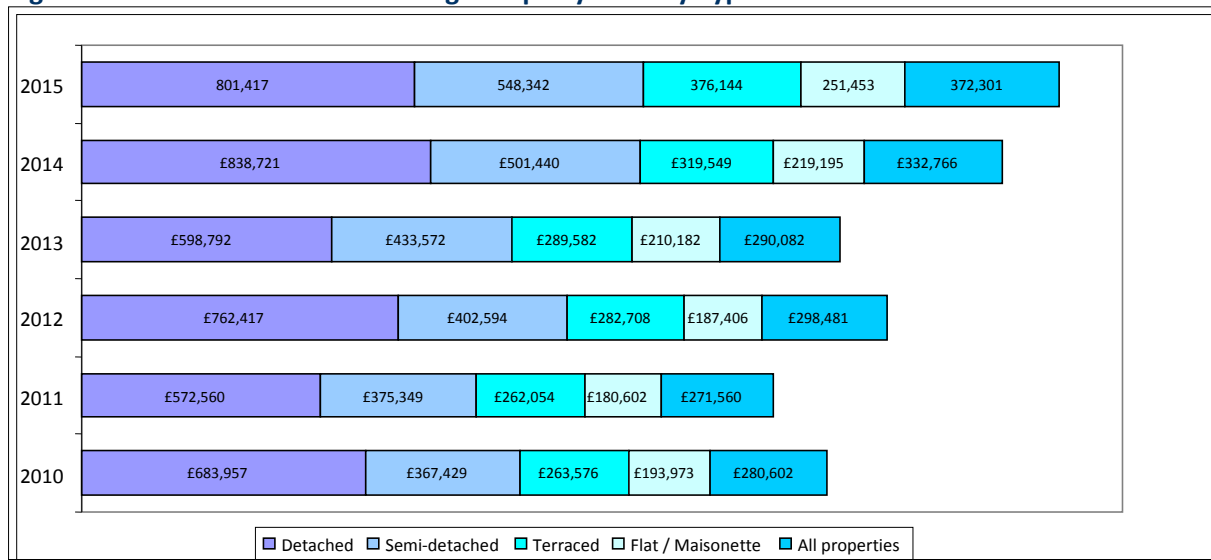 2015 801,417 548,342 376,144 251,453 372,301
2014 £838,721 £501,440 £319,549 £219,195 £332,766
2013 £598,792 £433,572 £289,582 £210,182 £290,082
2012 £762,417 £402,594 £282,708 £187,406 £298,481
2011 £572,560 £375,349 £262,054 £180,602 £271,560
2010 £683,957 £367,429 £263,576 £193,973 £280,602
Detached Semi-detached Terraced Flat / Maisonette All properties